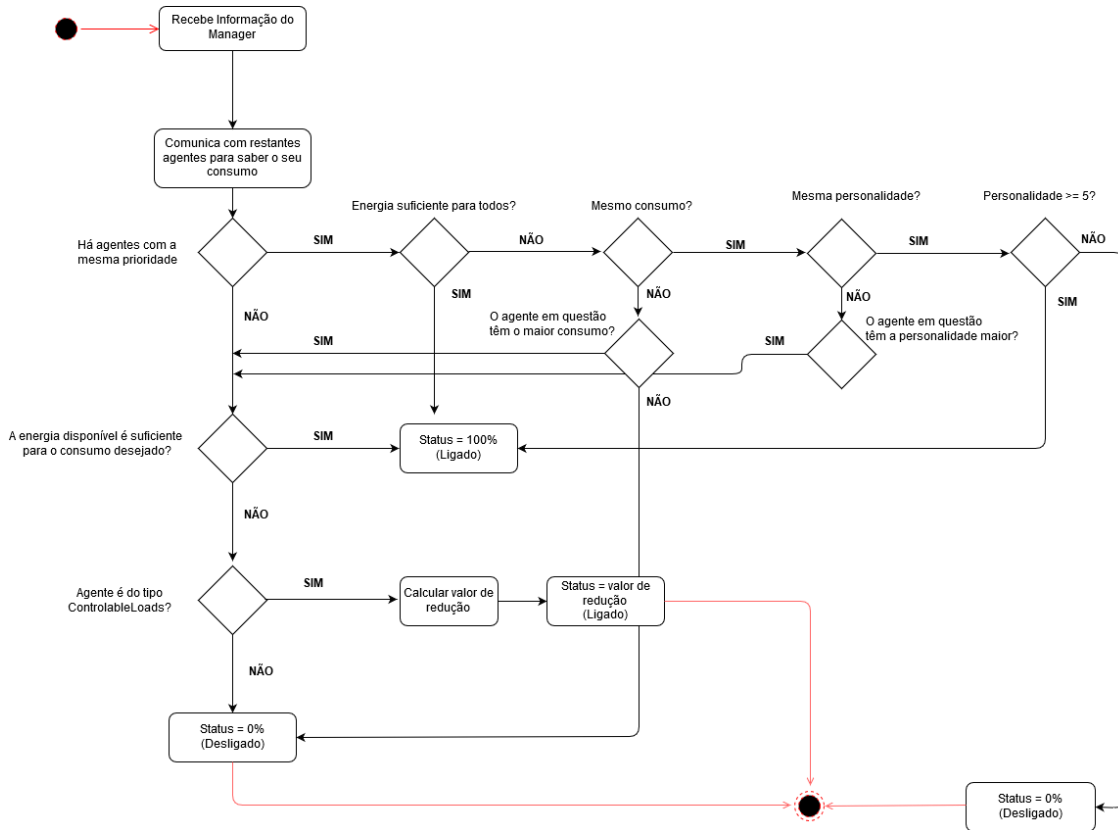 Recebe Informação do
Manager
Comunica com restantes
agentes para saber o seu
consumo
Há agentes com a
mesma prioridade
SIM
NÃO
Energia suficiente para todos?
NÃO
SIM
Mesmo consumo?
SIM
NÃO
Mesma personalidade?
SIM
NÃO
Personalidade >= 5?
NÃO
SIM
O agente em questão
têm o maior consumo?
SIM
NÃO
O agente em questão
têm a personalidade maior?
SIM
A energia disponível é suficiente
para o consumo desejado?
SIM
NÃO
Status = 100%
(Ligado)
Agente é do tipo
ControlableLoads?
SIM
NÃO
Calcular valor de
redução
Status = valor de
redução
(Ligado)
Status = 0%
(Desligado)
Status = 0%
(Desligado)